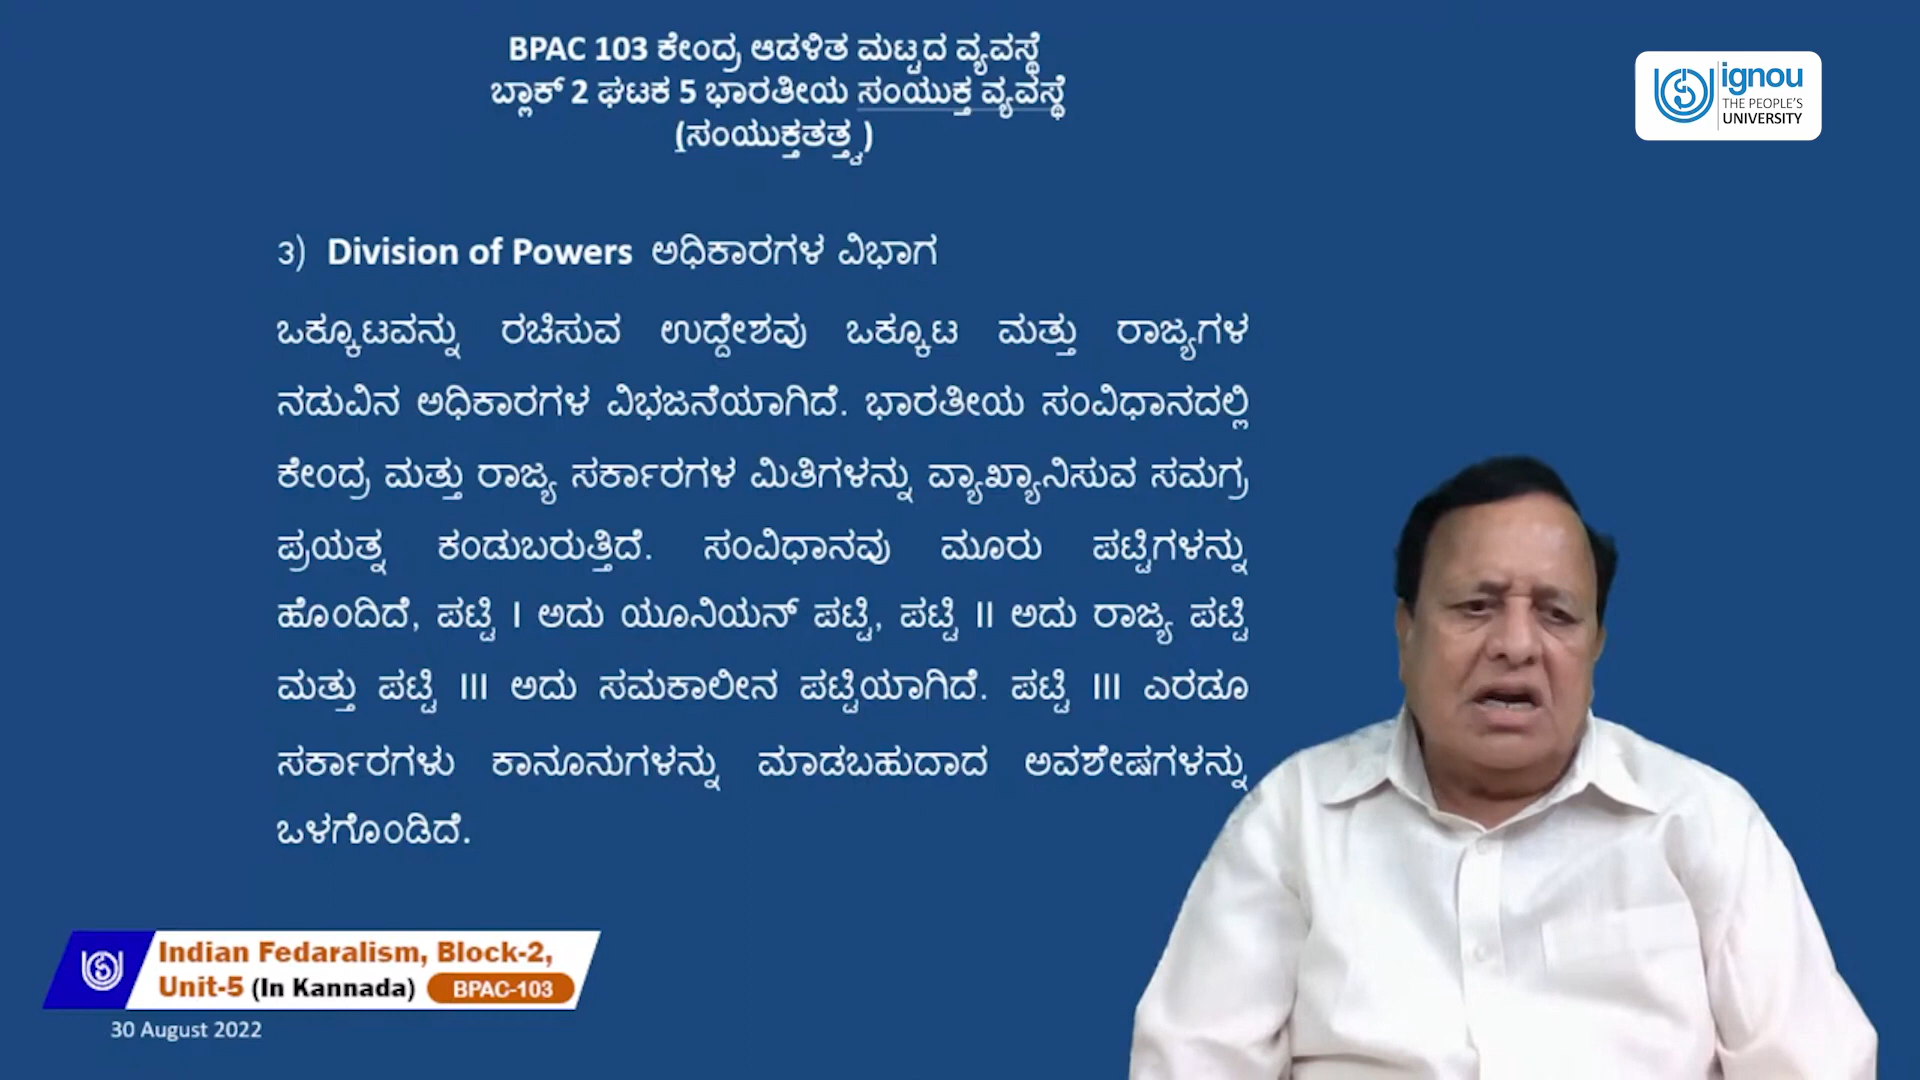 BPAC 103 ಕೇಂದ್ರ ಆಡಳಿತ ಮಟ್ಟದ ವ್ಯವಸ್ಥೆ
ಬ್ಲಾಕ್ 2 ಘಟಕ 5 ಭಾರತೀಯ ಸಂಯುಕ್ತ ವ್ಯವಸ್ಥೆ
(ಸಂಯುಕ್ತತತ್ತ್ವ)
ignou
THE PEOPLE'S
UNIVERSITY
3) Division of Powers ಅಧಿಕಾರಗಳ ವಿಭಾಗ
ಒಕ್ಕೂಟವನ್ನು ರಚಿಸುವ ಉದ್ದೇಶವು ಒಕ್ಕೂಟ ಮತ್ತು ರಾಜ್ಯಗಳ
ನಡುವಿನ ಅಧಿಕಾರಗಳ ವಿಭಜನೆಯಾಗಿದೆ. ಭಾರತೀಯ ಸಂವಿಧಾನದಲ್ಲಿ
ಕೇಂದ್ರ ಮತ್ತು ರಾಜ್ಯ ಸರ್ಕಾರಗಳ ಮಿತಿಗಳನ್ನು ವ್ಯಾಖ್ಯಾನಿಸುವ ಸಮಗ್ರ
ಪ್ರಯತ್ನ ಕಂಡುಬರುತ್ತಿದೆ. ಸಂವಿಧಾನವು ಮೂರು ಪಟ್ಟಿಗಳನ್ನು
ಹೊಂದಿದೆ, ಪಟ್ಟಿ I ಅದು ಯೂನಿಯನ್ ಪಟ್ಟಿ, ಪಟ್ಟಿ II ಅದು ರಾಜ್ಯ ಪಟ್ಟಿ
ಮತ್ತು ಪಟ್ಟಿ III ಅದು ಸಮಕಾಲೀನ ಪಟ್ಟಿಯಾಗಿದೆ. ಪಟ್ಟಿ III ಎರಡೂ
ಸರ್ಕಾರಗಳು ಕಾನೂನುಗಳನ್ನು ಮಾಡಬಹುದಾದ ಅವಶೇಷಗಳನ್ನು
ಒಳಗೊಂಡಿದೆ.
Indian Fedaralism, Block-2,
Unit-5 (In Kannada) BPAC-103
30 August 2022